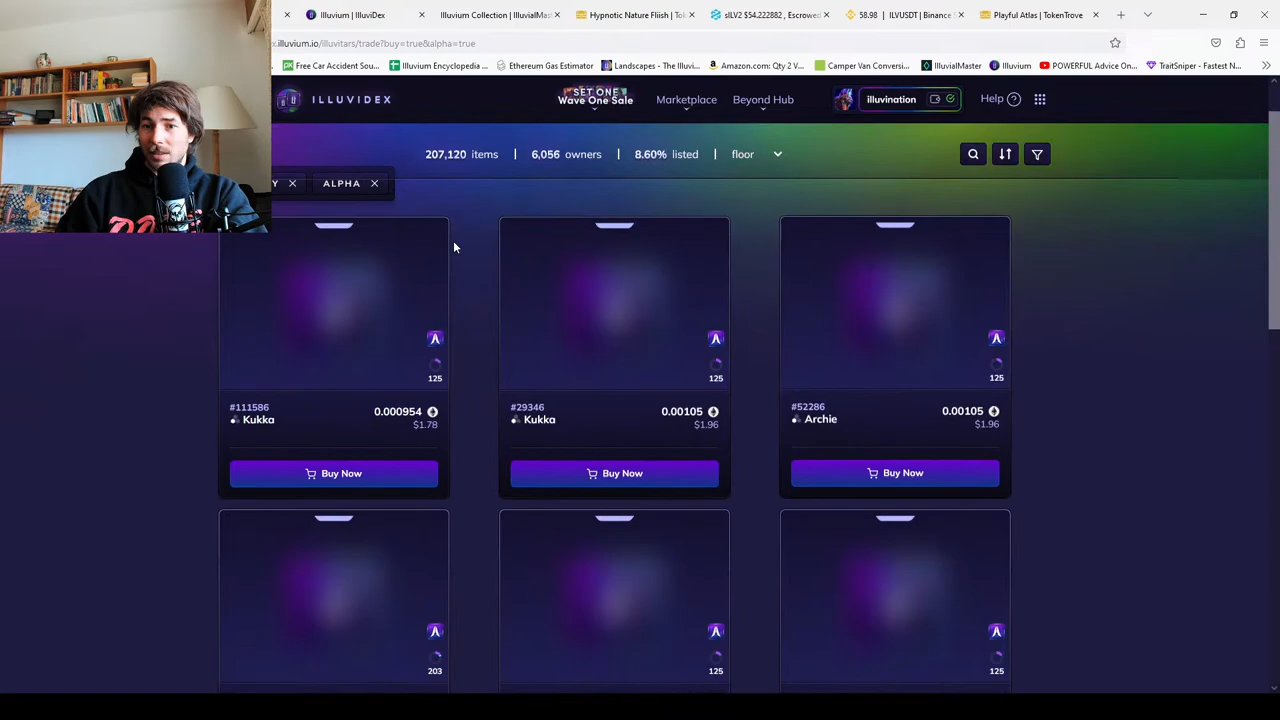 Illuvium | IlluviDex
Illuvium Collection | IlluvialMast
Hypnotic Nature Fliish | Tok
sILV2 $54.222882 , Escrowed
58.98 | ILVUSDT | Binance S
Playful Atlas | TokenTrove
.illuvium.io/illuvitars/trade?buy=true&alpha=true
Free Car Accident Sou...
Illuvium Encyclopedia ...
Ethereum Gas Estimator
Landscapes - The Illuvi...
Amazon.com: Qty 2 V...
Camper Van Conversi...
IlluvialMaster
Illuvium
POWERFUL Advice On...
TraitSniper - Fastest N...
ILLUVIDEX
SET ONE
Wave One Sale
Marketplace
Beyond Hub
illuvination
Help
207,120 items | 6,056 owners | 8.60% listed | floor
Y
ALPHA
A
125
A
125
A
125
#111586
Kukka
0.000954
$1.78
#29346
Kukka
0.00105
$1.96
#52286
Archie
0.00105
$1.96
Buy Now
Buy Now
Buy Now
A
203
A
125
A
125